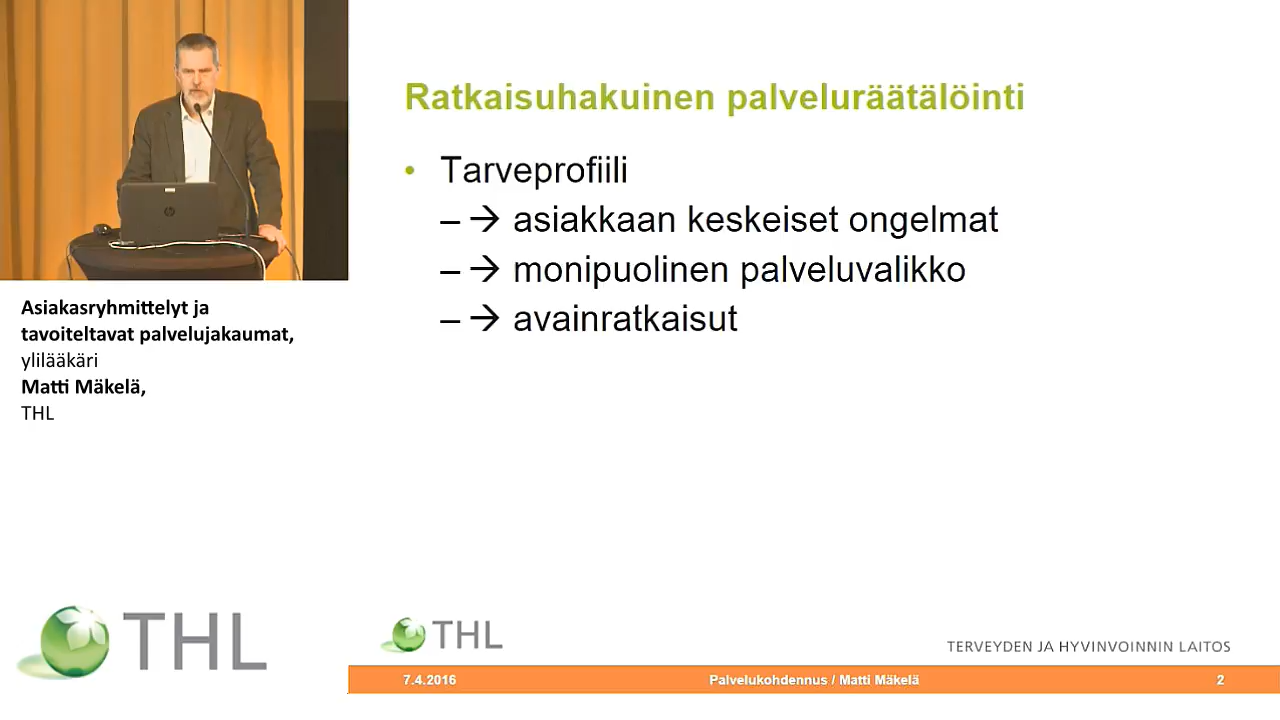 Asiakasryhmittelyt ja
tavoiteltavat palvelujakaumat,
ylilääkäri
Matti Mäkelä,
THL
THL
Ratkaisuhakuinen palveluräätälöinti
• Tarveprofiili
– → asiakkaan keskeiset ongelmat
– → monipuolinen palveluvalikko
– → avainratkaisut
THL
TERVEYDEN JA HYVINVOINNIN LAITOS
7.4.2016 Palvelukohdennus / Matti Mäkelä 2